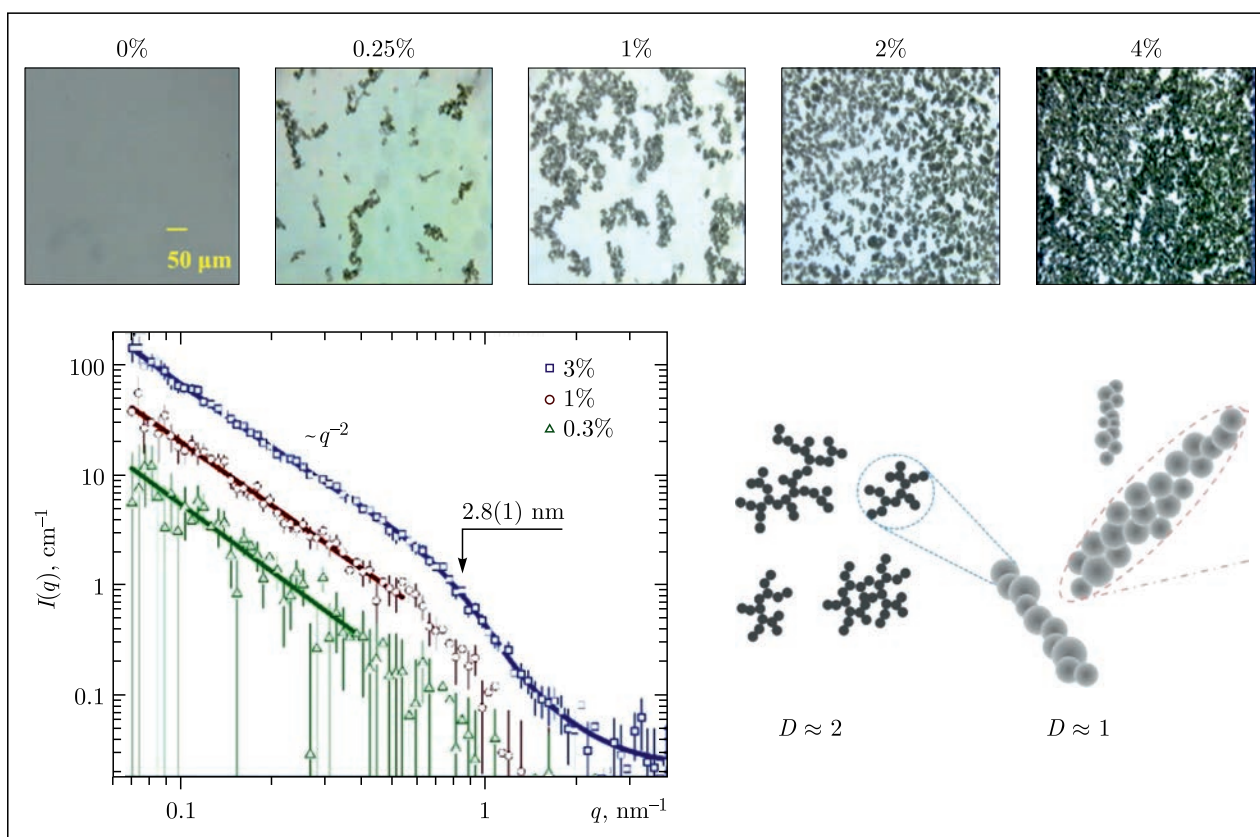 0%
0.25%
1%
2%
4%
50 μm
100
10
1
0.1
I(q), cm⁻¹
3%
1%
0.3%
~q⁻²
2.8(1) nm
0.1
1
q, nm⁻¹
D ≈ 2
D ≈ 1